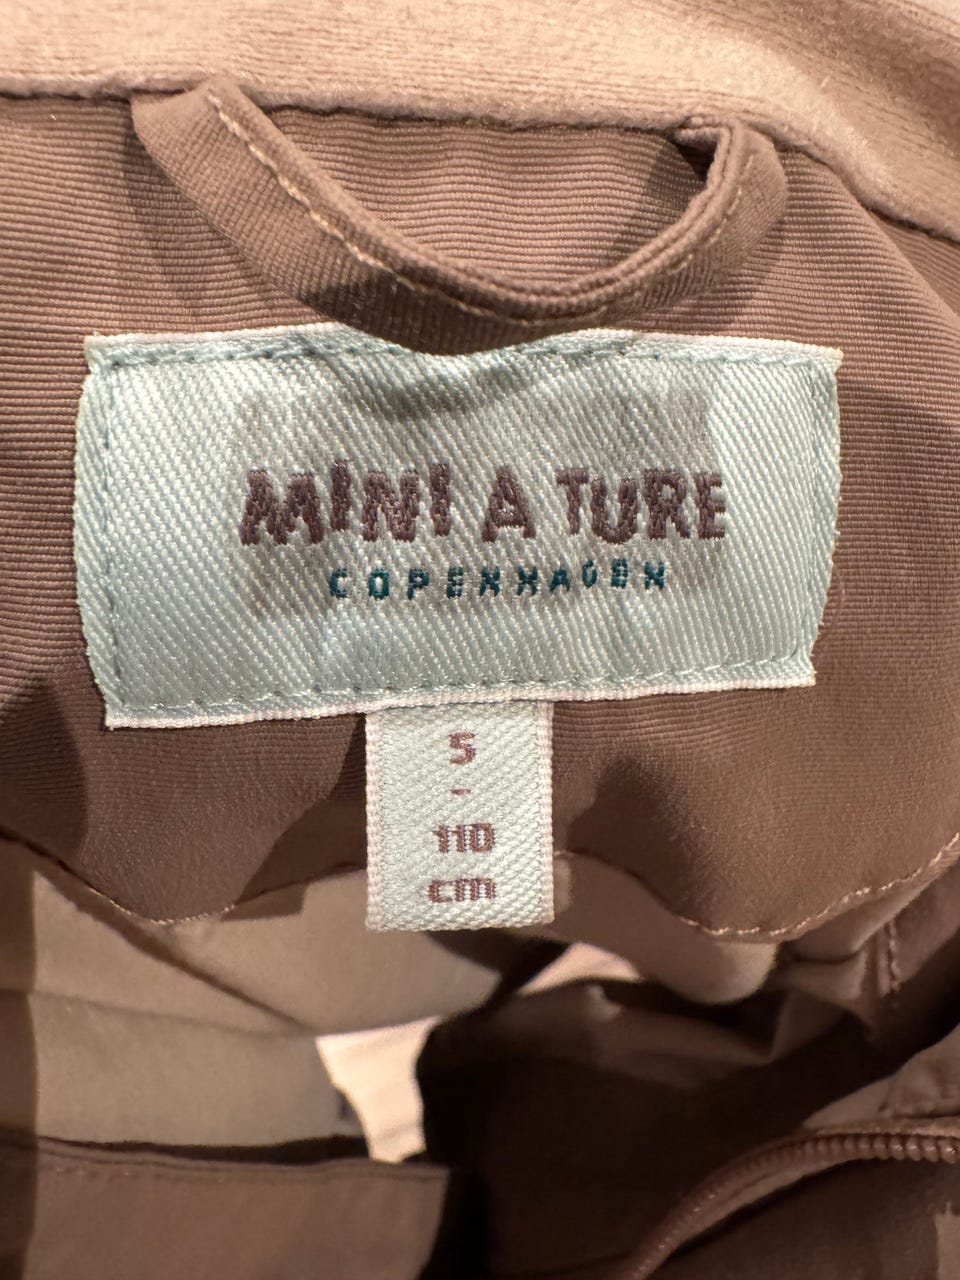 MINI A TURE
COPENHAGEN
5
-
110
cm